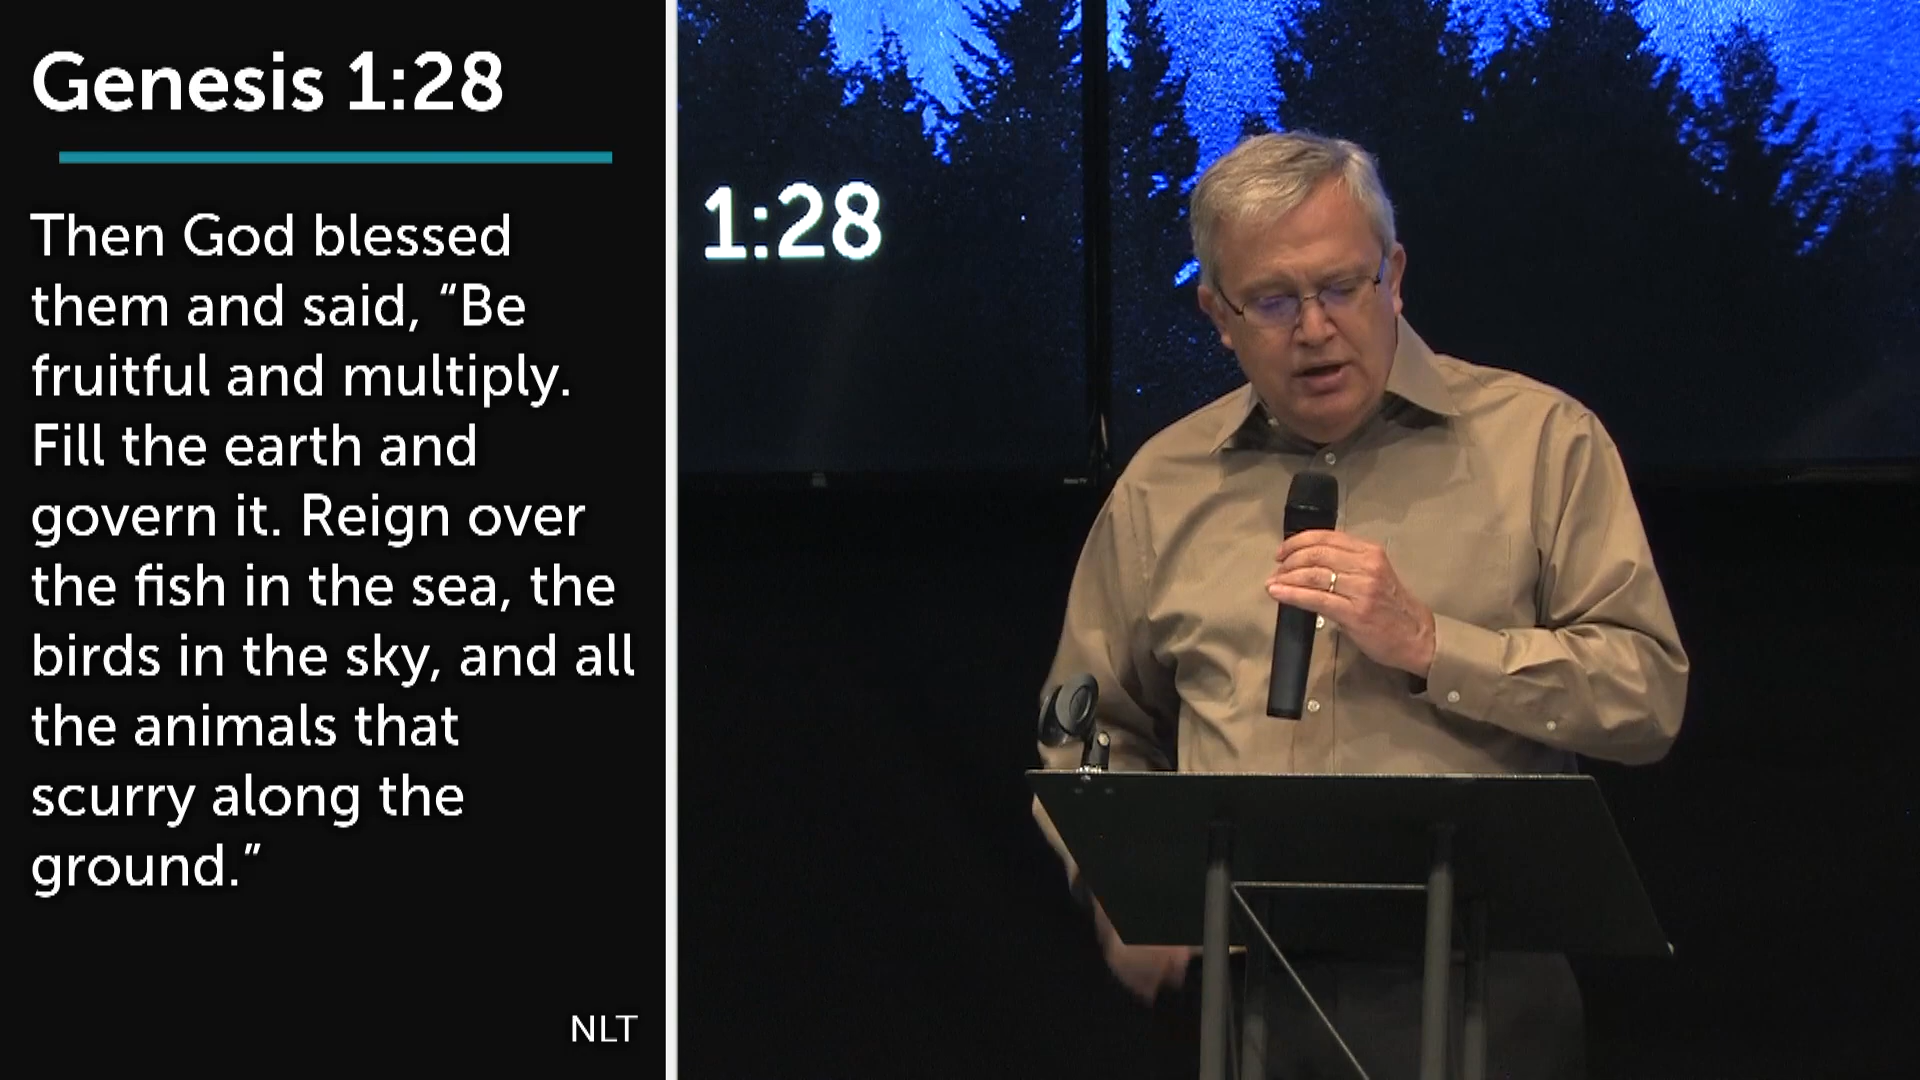 Genesis 1:28
Then God blessed
them and said, “Be
fruitful and multiply.
Fill the earth and
govern it. Reign over
the fish in the sea, the
birds in the sky, and all
the animals that
scurry along the
ground.”
NLT
1:28